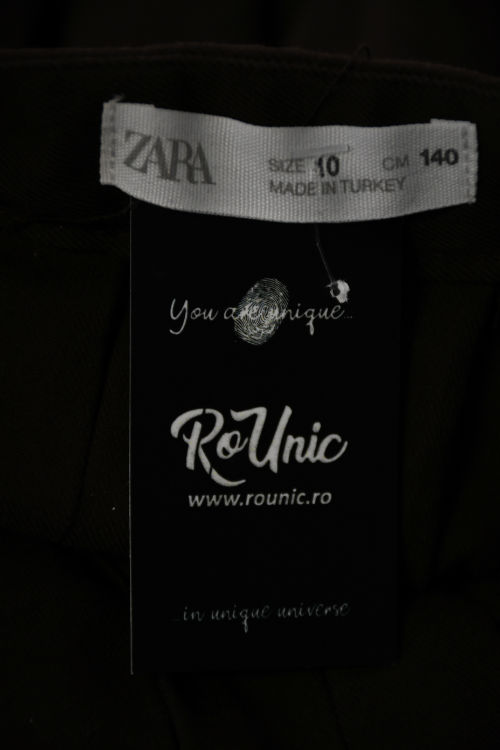 ZARA
SIZE 10 CM 140
MADE IN TURKEY
You are unique...
RoUnic
www.rounic.ro
...in unique universe